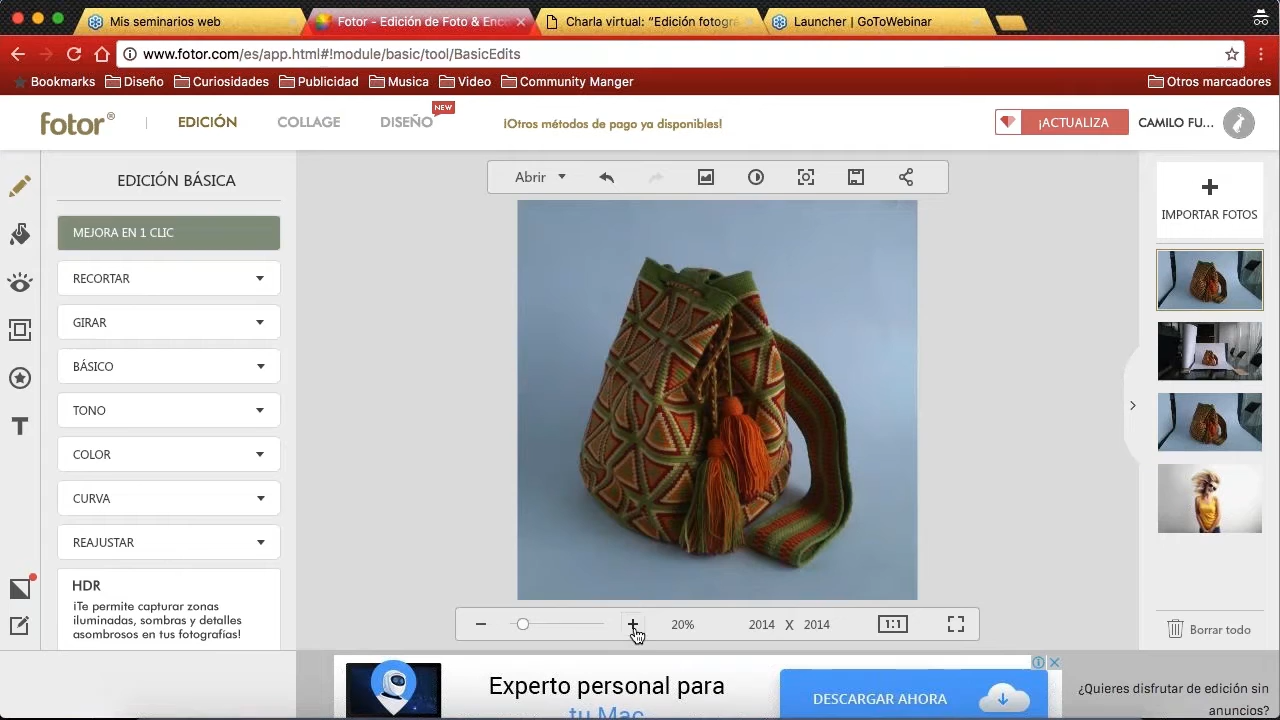 Mis seminarios web
Fotor - Edición de Foto & Enc
Charla virtual: "Edición fotogr
Launcher | GoToWebinar
www.fotor.com/es/app.html#!module/basic/tool/BasicEdits
Bookmarks
Diseño
Curiosidades
Publicidad
Musica
Video
Community Manger
Otros marcadores
fotor®
EDICIÓN
COLLAGE
DISEÑO
NEW
¡Otros métodos de pago ya disponibles!
¡ACTUALIZA
CAMILO FU...
EDICIÓN BÁSICA
MEJORA EN 1 CLIC
RECORTAR
GIRAR
BÁSICO
TONO
COLOR
CURVA
REAJUSTAR
HDR
¡Te permite capturar zonas
iluminadas, sombras y detalles
asombrosos en tus fotografías!
Abrir
20%
2014 X 2014
1:1
IMPORTAR FOTOS
Borrar todo
Experto personal para
tu Mac
DESCARGAR AHORA
¿Quieres disfrutar de edición sin
anuncios?